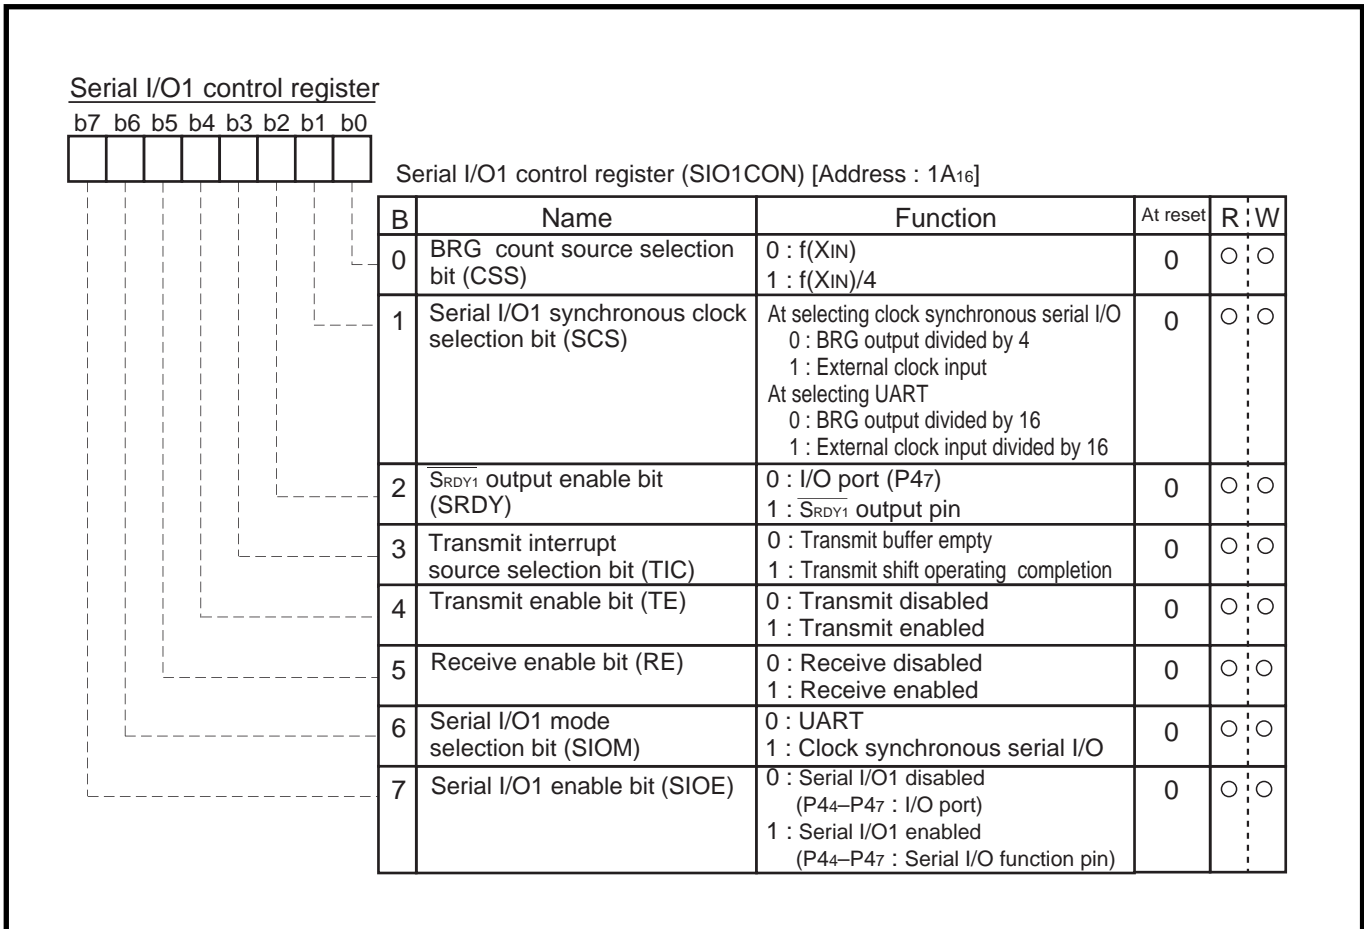 Serial I/O1 control register
b7 b6 b5 b4 b3 b2 b1 b0
Serial I/O1 control register (SIO1CON) [Address : 1A16]
B Name Function At reset R W
0 BRG count source selection bit (CSS)
0 : f(XIN)
1 : f(XIN)/4
0 ○ ○
1 Serial I/O1 synchronous clock
selection bit (SCS)
At selecting clock synchronous serial I/O
0 : BRG output divided by 4
1 : External clock input
At selecting UART
0 : BRG output divided by 16
1 : External clock input divided by 16
0 ○ ○
2 SRDY1 output enable bit
(SRDY)
0 : I/O port (P47)
1 : SRDY1 output pin
0 ○ ○
3 Transmit interrupt
source selection bit (TIC)
0 : Transmit buffer empty
1 : Transmit shift operating completion
0 ○ ○
4 Transmit enable bit (TE)
0 : Transmit disabled
1 : Transmit enabled
0 ○ ○
5 Receive enable bit (RE)
0 : Receive disabled
1 : Receive enabled
0 ○ ○
6 Serial I/O1 mode
selection bit (SIOM)
0 : UART
1 : Clock synchronous serial I/O
0 ○ ○
7 Serial I/O1 enable bit (SIOE)
0 : Serial I/O1 disabled
(P44–P47 : I/O port)
1 : Serial I/O1 enabled
(P44–P47 : Serial I/O function pin)
0 ○ ○